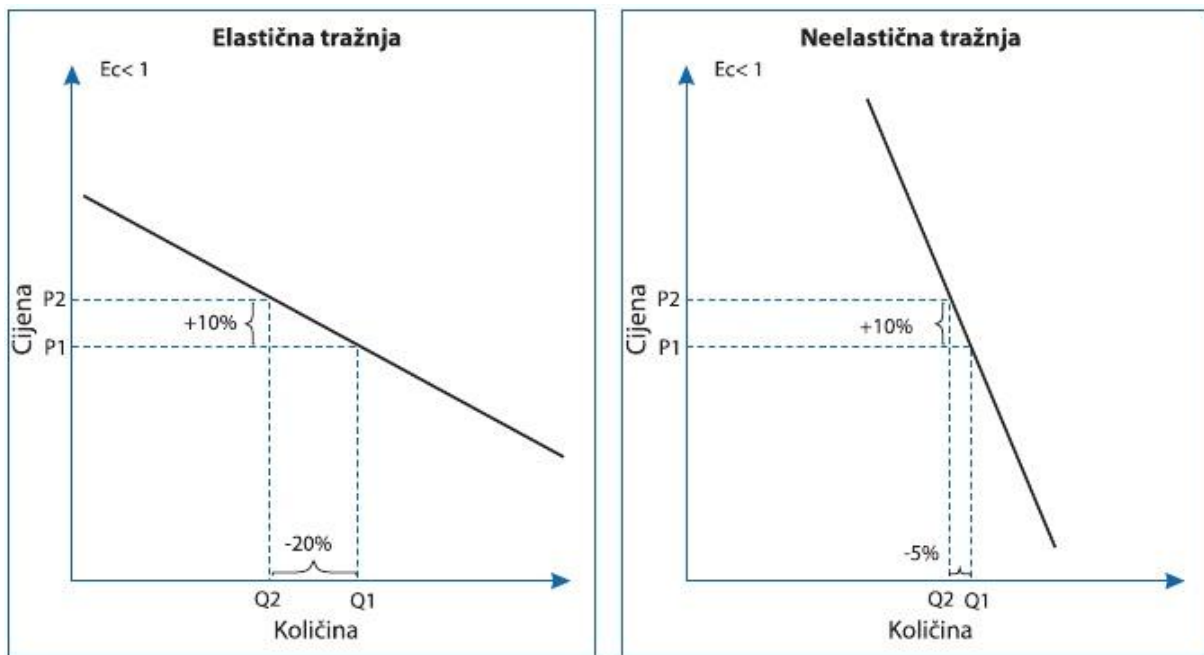 Elastična tražnja
Ec< 1
Cijena
P2
+10%
P1
-20%
Q2
Q1
Količina
Neelastična tražnja
Ec< 1
Cijena
P2
+10%
P1
-5%
Q2
Q1
Količina